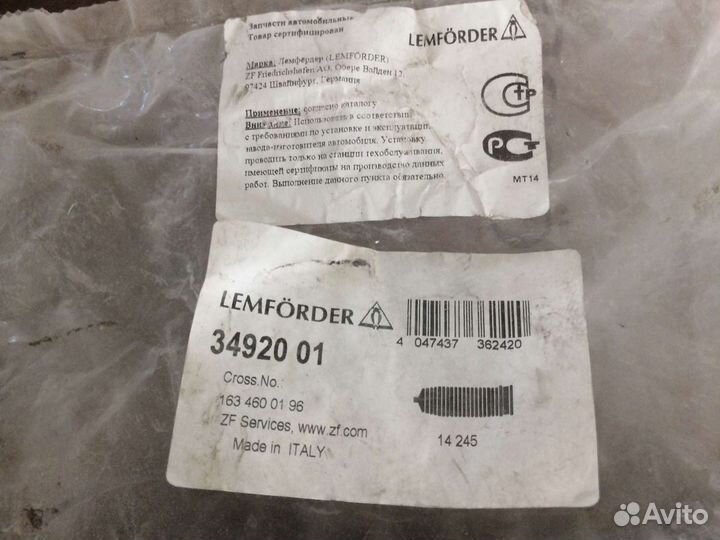 Запчасти автомобильные
Товар сертифицирован
LEMFÖRDER
Марка: Лемфёрдер (LEMFÖRDER)
ZF Friedrichshafen AG, Обере Вайден 12,
97424 Швайнфурт, Германия
Применение: согласно каталогу
Внимание: Использовать в соответствии
с требованиями по установке и эксплуатации
завода-изготовителя автомобиля. Установку
проводить только на станции техобслуживания,
имеющей сертификаты на производство данных
работ. Выполнение данного пункта обязательно.
МТ14
LEMFÖRDER
34920 01
Cross.No.:
163 460 01 96
ZF Services, www.zf.com
Made in ITALY
4 047437 362420
14 245
Avito